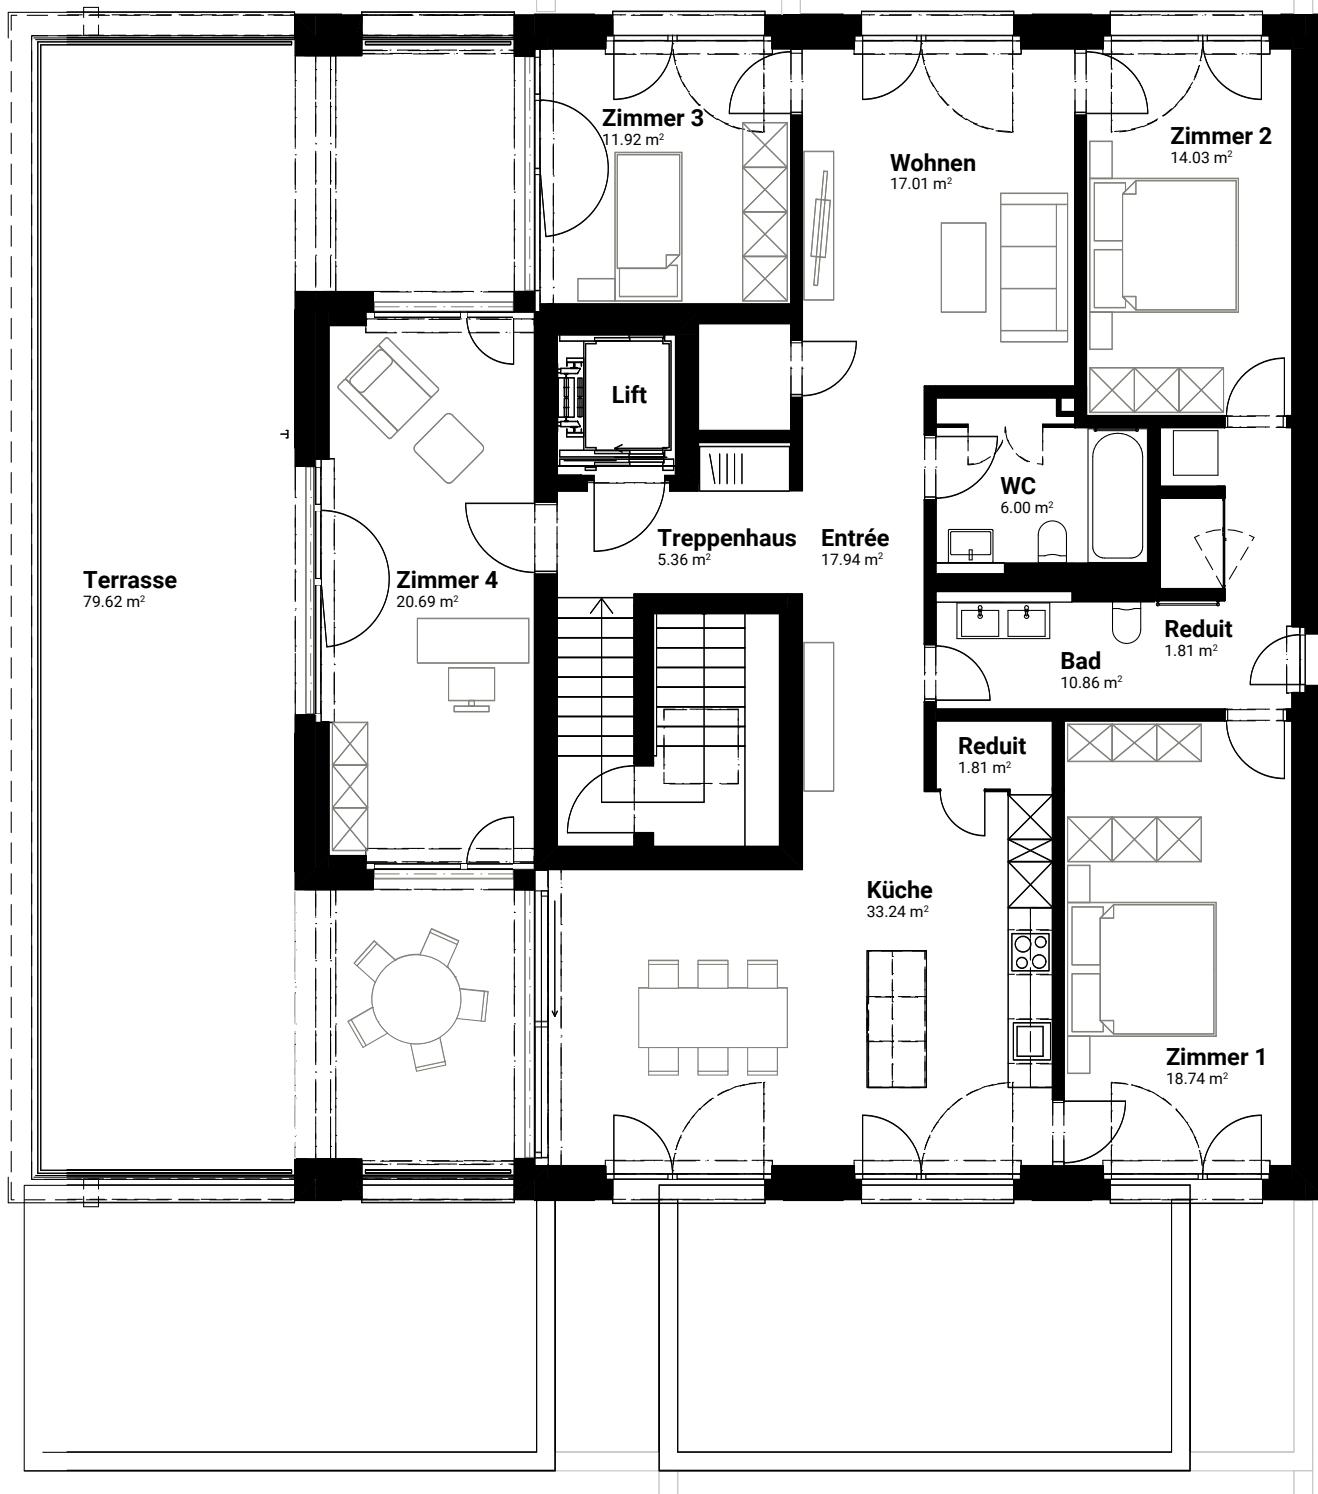 Zimmer 3
11.92 m²
Wohnen
17.01 m²
Zimmer 2
14.03 m²
Lift
WC
6.00 m²
Treppenhaus
5.36 m²
Entrée
17.94 m²
Terrasse
79.62 m²
Zimmer 4
20.69 m²
Reduit
1.81 m²
Bad
10.86 m²
Reduit
1.81 m²
Küche
33.24 m²
Zimmer 1
18.74 m²